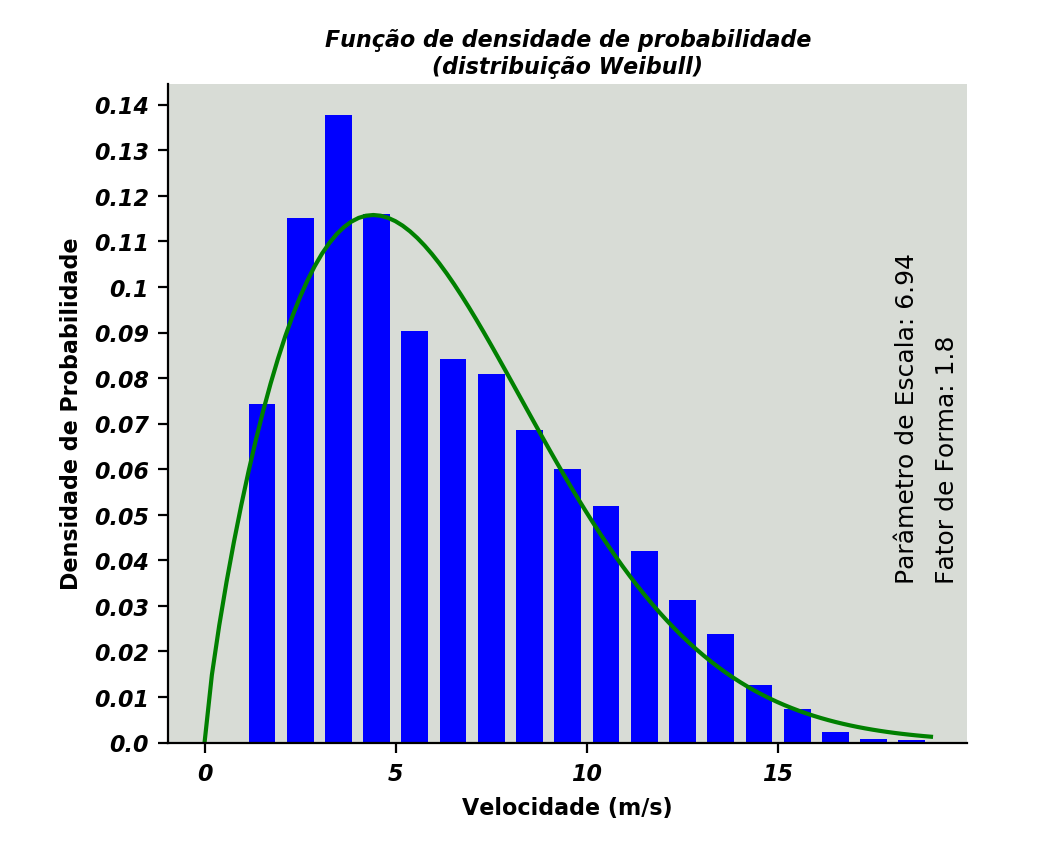 Função de densidade de probabilidade
(distribuição Weibull)
Densidade de Probabilidade
0.14
0.13
0.12
0.11
0.1
0.09
0.08
0.07
0.06
0.05
0.04
0.03
0.02
0.01
0.0
0 5 10 15
Velocidade (m/s)
Parâmetro de Escala: 6.94
Fator de Forma: 1.8